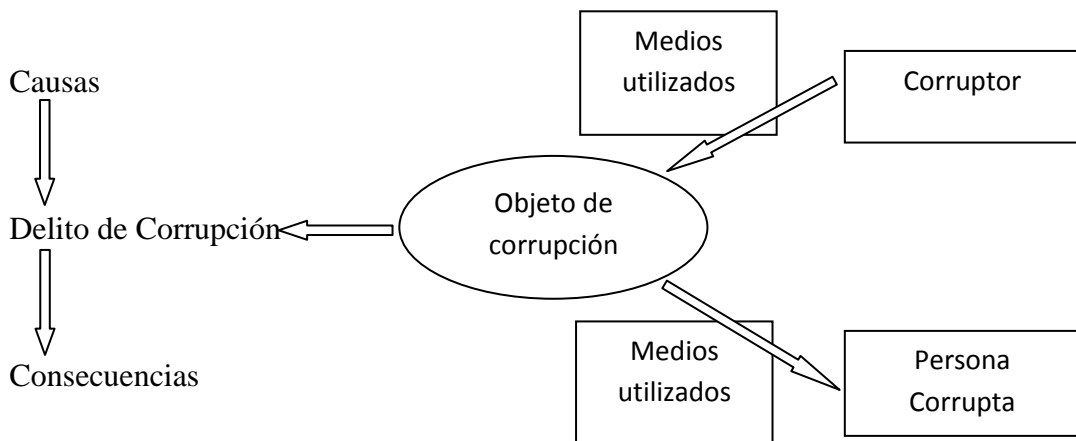 Medios
utilizados
Corruptor
Causas
Objeto de
corrupción
Delito de Corrupción
Medios
utilizados
Persona
Corrupta
Consecuencias